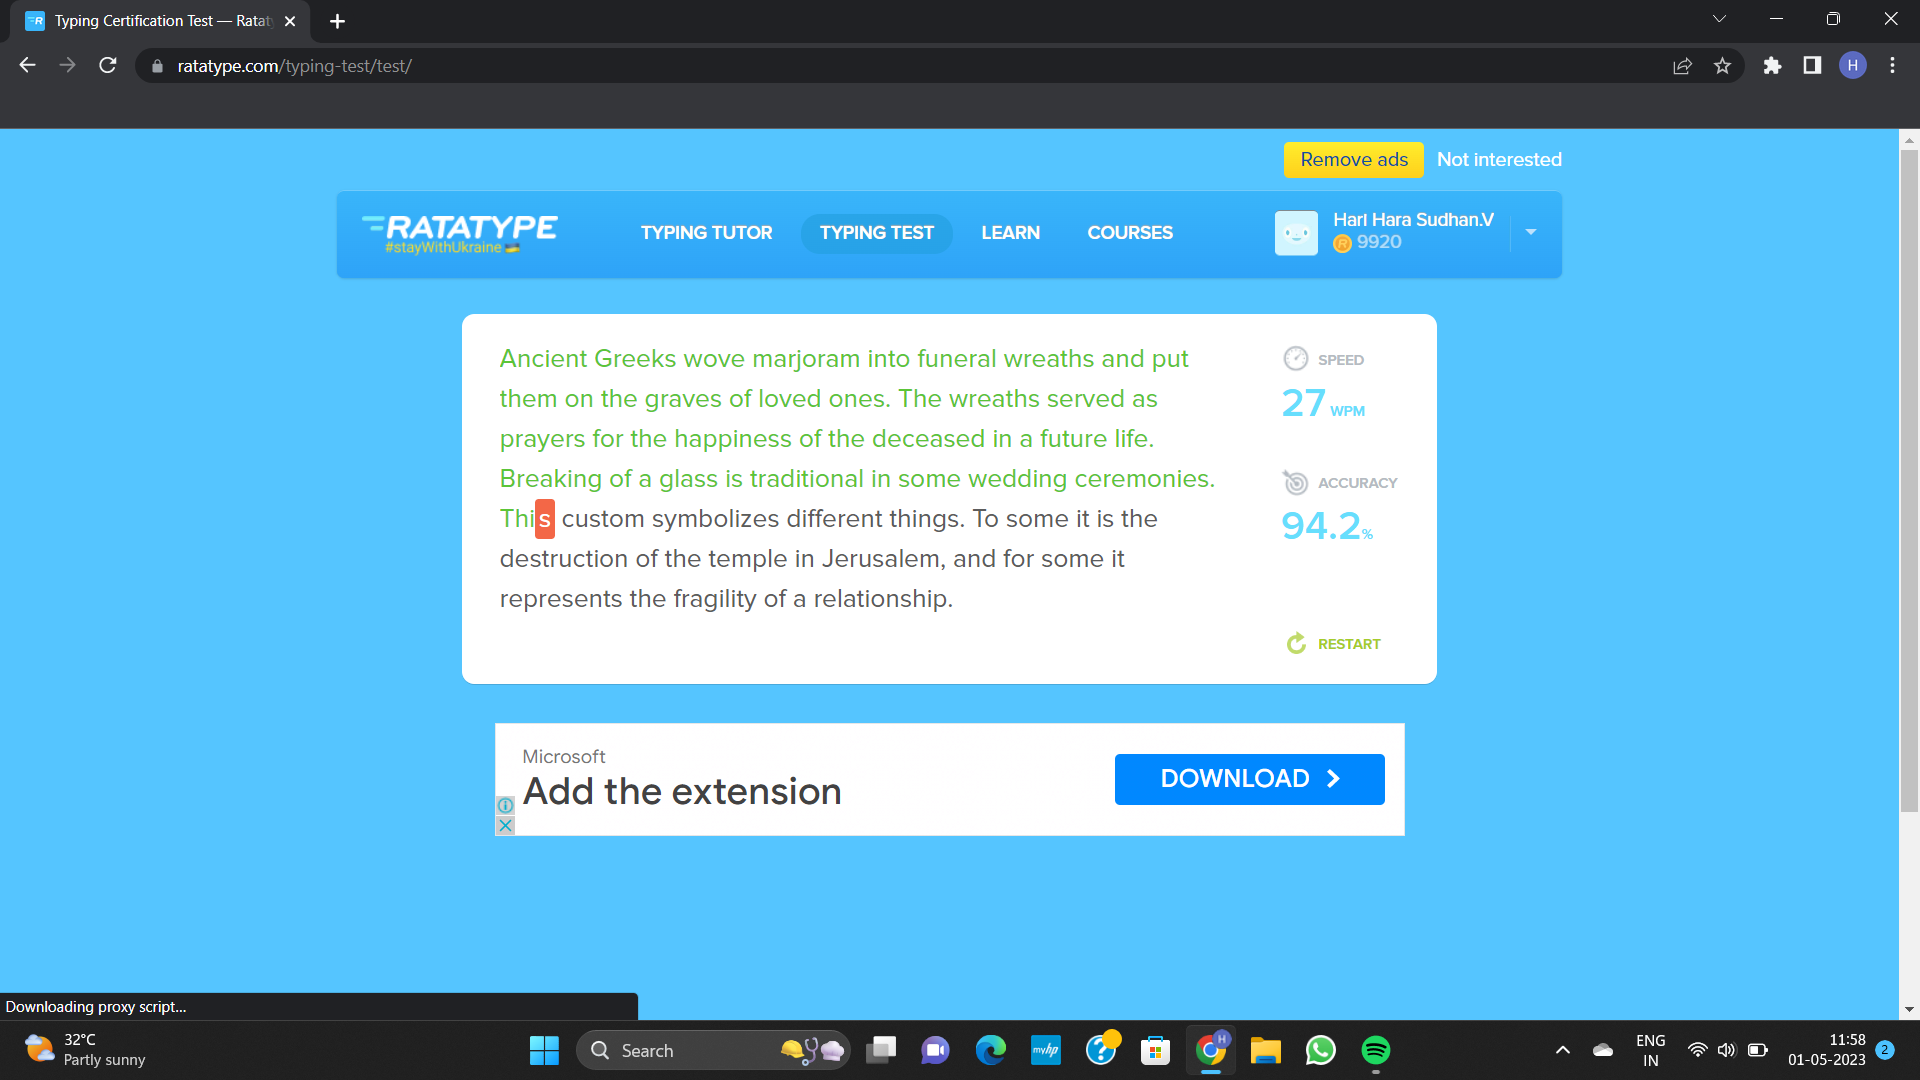 Typing Certification Test — Ratat
ratatype.com/typing-test/test/
H
Remove ads
Not interested
RATATYPE
#stayWithUkraine
TYPING TUTOR
TYPING TEST
LEARN
COURSES
Hari Hara Sudhan.V
9920
Ancient Greeks wove marjoram into funeral wreaths and put
them on the graves of loved ones. The wreaths served as
prayers for the happiness of the deceased in a future life.
Breaking of a glass is traditional in some wedding ceremonies.
This custom symbolizes different things. To some it is the
destruction of the temple in Jerusalem, and for some it
represents the fragility of a relationship.
SPEED
27 WPM
ACCURACY
94.2%
RESTART
Microsoft
Add the extension
DOWNLOAD
Downloading proxy script...
32°C
Partly sunny
Search
myhp
H
ENG
IN
11:58
01-05-2023
2